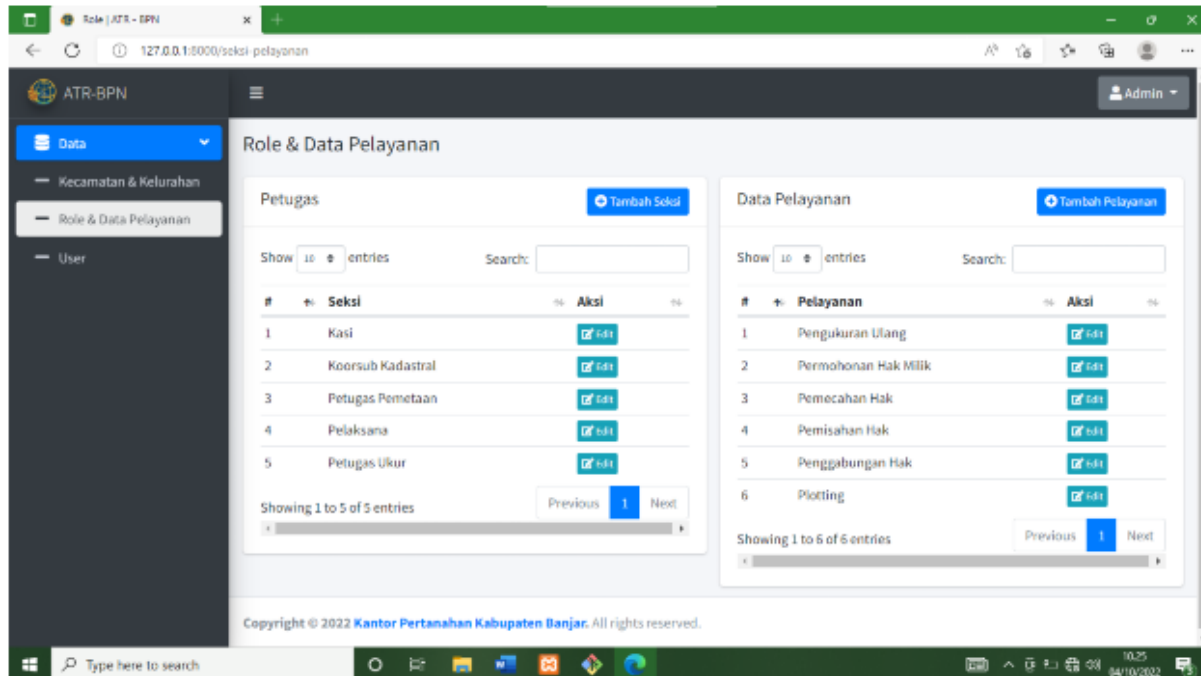 Role | ATR - BPN
127.0.0.1:8000/seksi-pelayanan
ATR-BPN
Admin
Data
Kecamatan & Kelurahan
Role & Data Pelayanan
User
Role & Data Pelayanan
Petugas
Tambah Seksi
Show 10 entries
Search:
# Seksi Aksi
1 Kasi Edit
2 Koorsub Kadastral Edit
3 Petugas Pemetaan Edit
4 Pelaksana Edit
5 Petugas Ukur Edit
Showing 1 to 5 of 5 entries
Previous 1 Next
Data Pelayanan
Tambah Pelayanan
Show 10 entries
Search:
# Pelayanan Aksi
1 Pengukuran Ulang Edit
2 Permohonan Hak Milik Edit
3 Pemecahan Hak Edit
4 Pemisahan Hak Edit
5 Penggabungan Hak Edit
6 Plotting Edit
Showing 1 to 6 of 6 entries
Previous 1 Next
Copyright © 2022 Kantor Pertanahan Kabupaten Banjar. All rights reserved.
Type here to search
10.25
04/10/2022